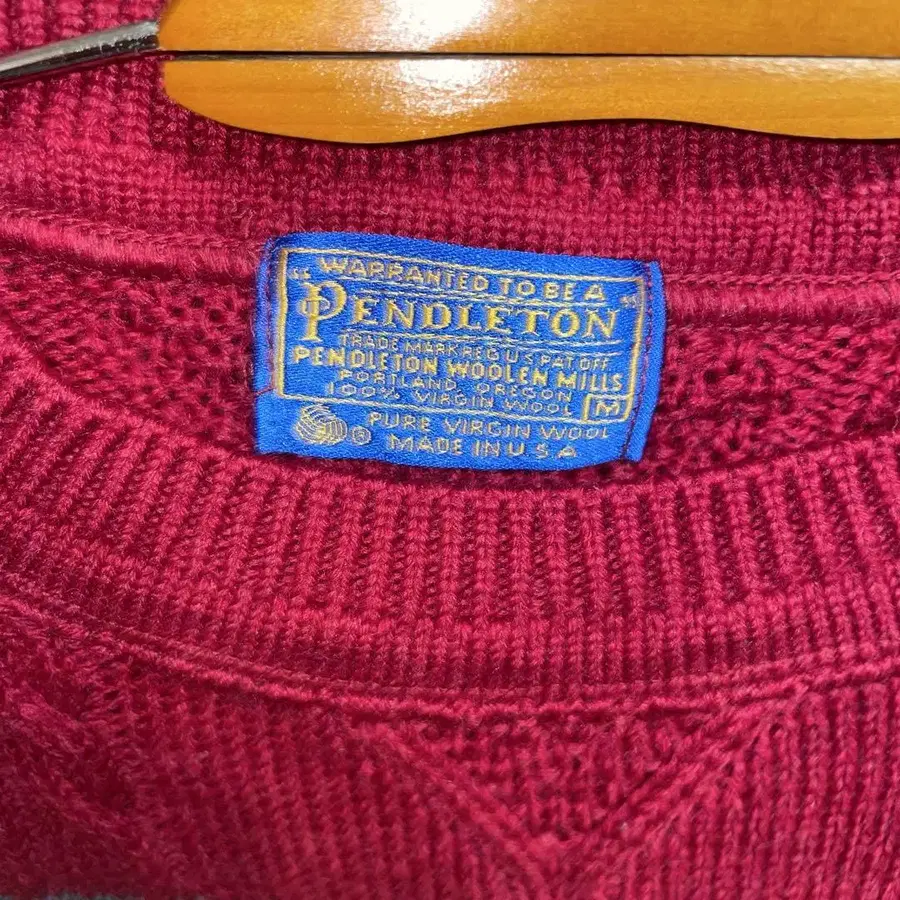 "WARRANTED TO BE A
PENDLETON"
TRADE MARK REG U S PAT OFF
PENDLETON WOOLEN MILLS
PORTLAND, OREGON
100% VIRGIN WOOL M
® PURE VIRGIN WOOL
MADE IN U S A